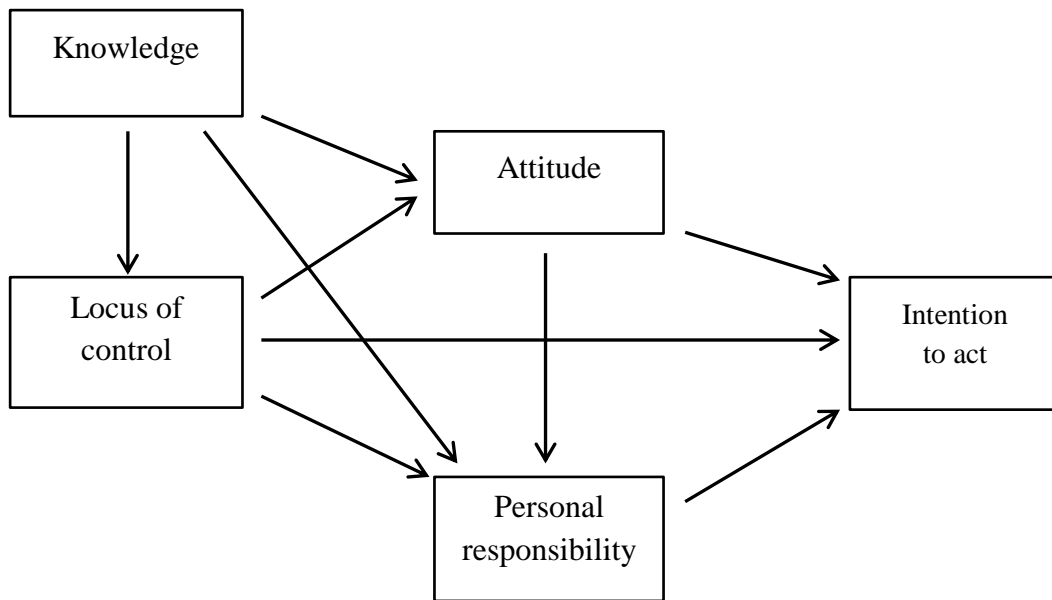 Knowledge
Attitude
Locus of
control
Intention
to act
Personal
responsibility